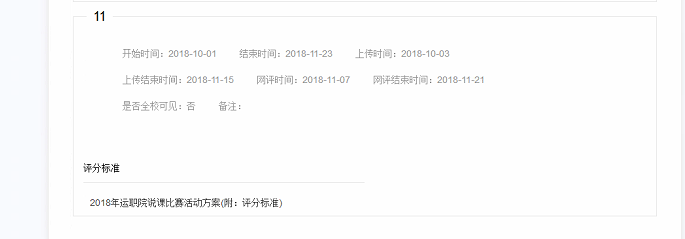 11
开始时间：2018-10-01 结束时间：2018-11-23 上传时间：2018-10-03
上传结束时间：2018-11-15 网评时间：2018-11-07 网评结束时间：2018-11-21
是否全校可见：否 备注：
评分标准
2018年运职院说课比赛活动方案(附：评分标准)